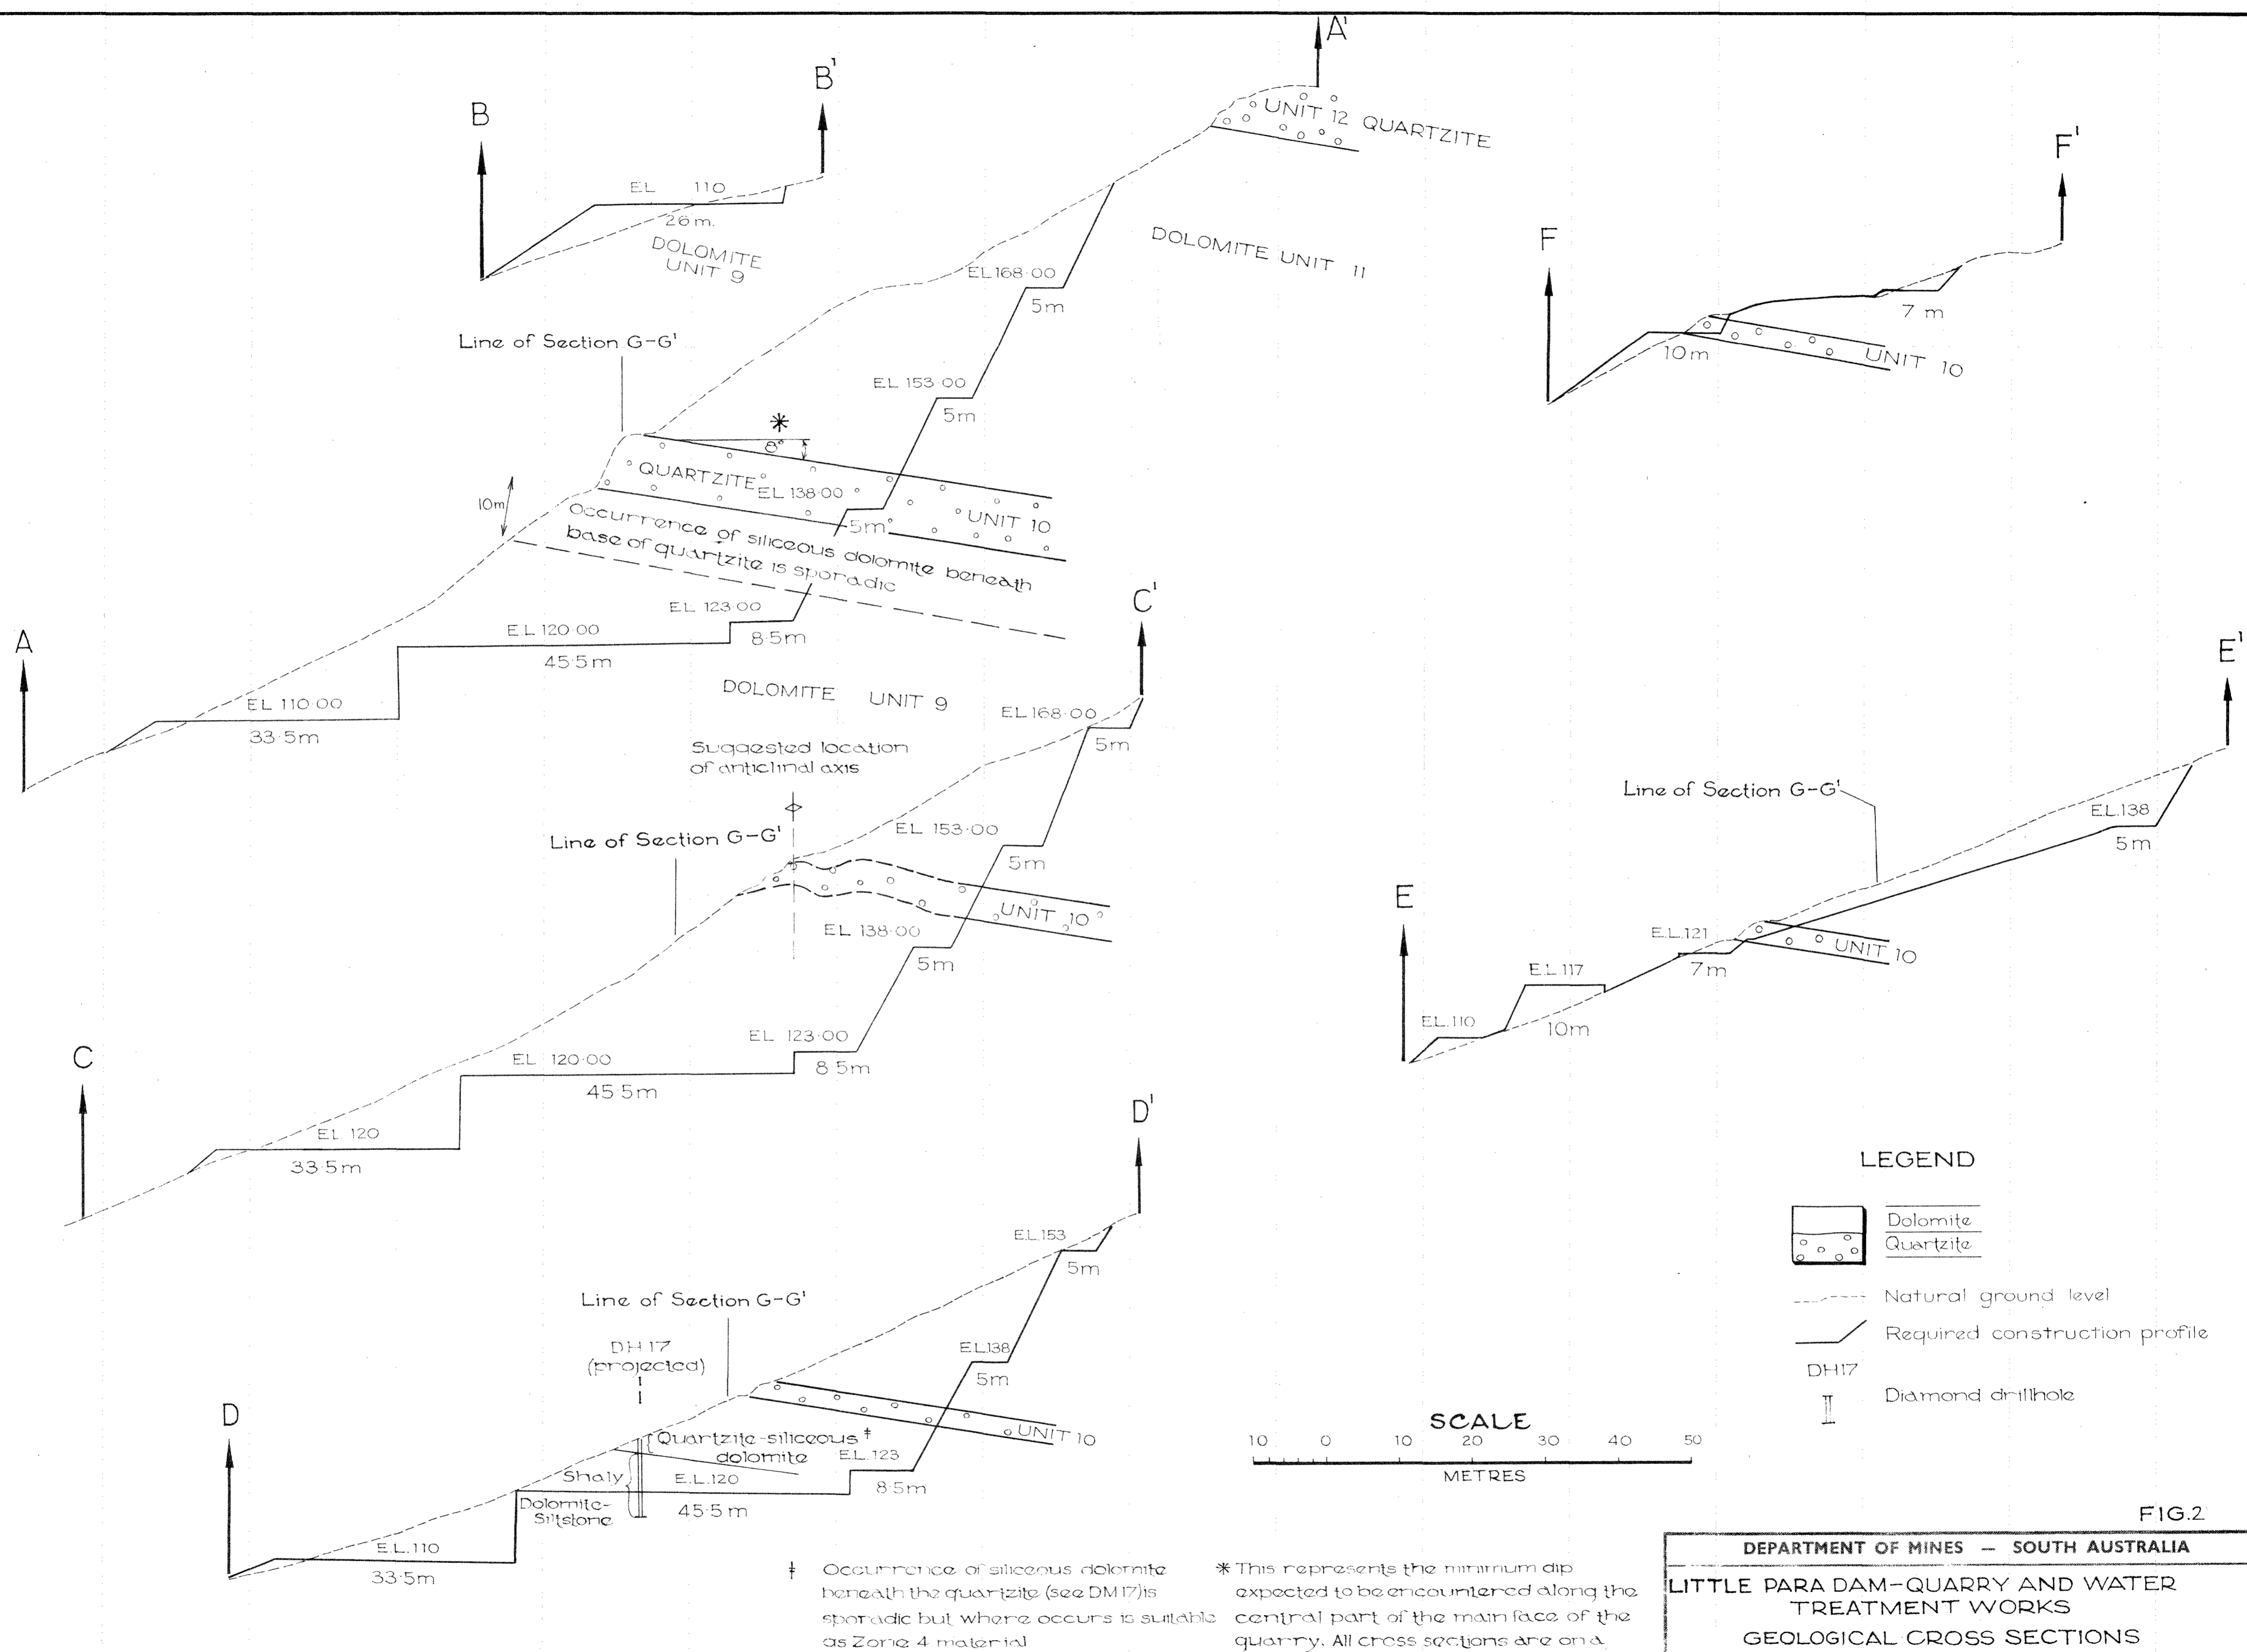 A'
B'
B
UNIT 12 QUARTZITE
F'
EL 110
26m.
DOLOMITE
UNIT 9
DOLOMITE UNIT 11
F
EL168·00
5m
7 m
Line of Section G-G'
10m
UNIT 10
EL 153·00
5m
*
8°
QUARTZITE
EL 138·00
10m
5m
UNIT 10
Occurrence of siliceous dolomite beneath
base of quartzite is sporadic
C'
EL 123·00
A
E.L.120·00
8·5m
E'
45·5m
DOLOMITE UNIT 9
EL 110·00
EL168·00
33·5m
5m
Suggested location
of anticlinal axis
Line of Section G-G'
EL.138
EL 153·00
Line of Section G-G'
5m
5m
E
UNIT 10
EL 138·00
E.L.121
5m
7m
UNIT 10
E.L.117
EL 123·00
EL.110
10m
C
EL 120·00
8·5m
45·5m
D'
EL. 120
33·5m
LEGEND
Dolomite
Quartzite
E.L.153
5m
Line of Section G-G'
Natural ground level
DH 17
(projected)
Required construction profile
E.L.138
5m
DH17
Diamond drillhole
D
SCALE
10 0 10 20 30 40 50
METRES
UNIT 10
Quartzite-siliceous ‡
dolomite
E.L.123
Shaly
E.L.120
8·5m
Dolomite-
Siltstone
45·5m
E.L.110
33·5m
FIG.2
‡ Occurrence of siliceous dolomite
beneath the quartzite (see DM17) is
sporadic but where occurs is suitable
as Zone 4 material
* This represents the minimum dip
expected to be encountered along the
central part of the main face of the
quarry. All cross sections are on a
DEPARTMENT OF MINES — SOUTH AUSTRALIA
LITTLE PARA DAM-QUARRY AND WATER
TREATMENT WORKS
GEOLOGICAL CROSS SECTIONS